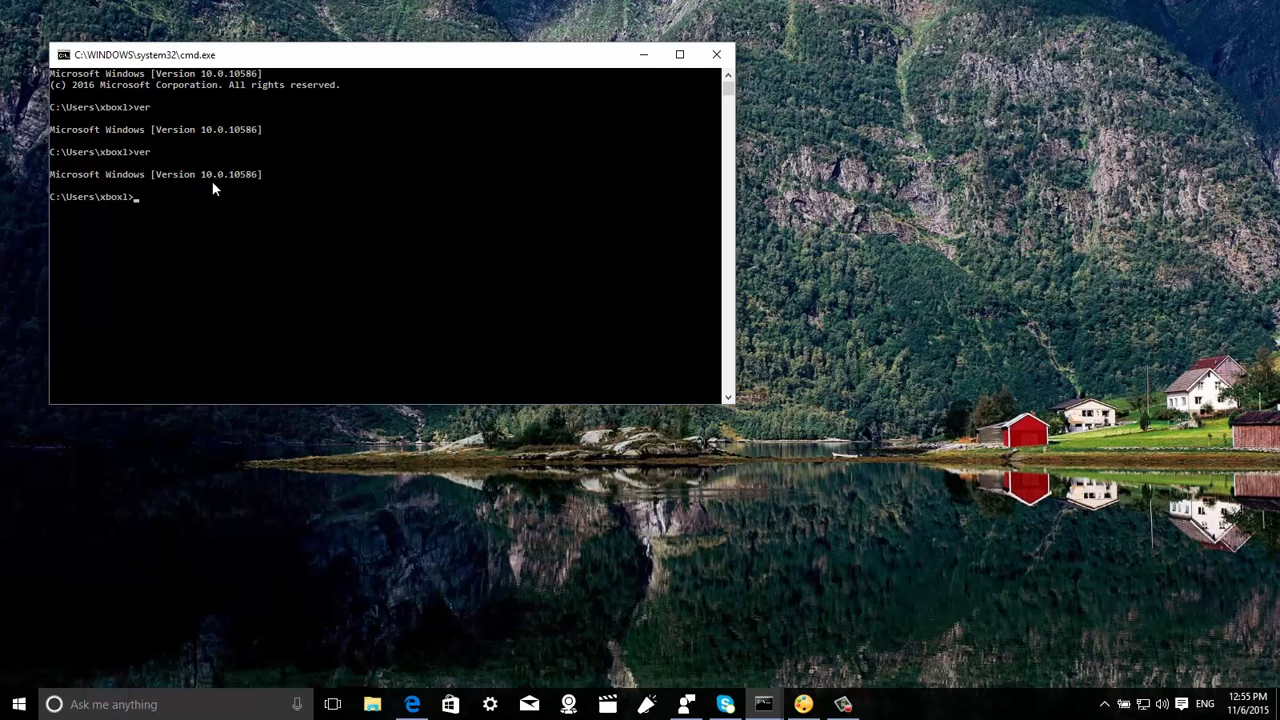 C:\WINDOWS\system32\cmd.exe
Microsoft Windows [Version 10.0.10586]
(c) 2016 Microsoft Corporation. All rights reserved.
C:\Users\xboxl>ver
Microsoft Windows [Version 10.0.10586]
C:\Users\xboxl>ver
Microsoft Windows [Version 10.0.10586]
C:\Users\xboxl>_
Ask me anything
ENG
12:55 PM
11/6/2015